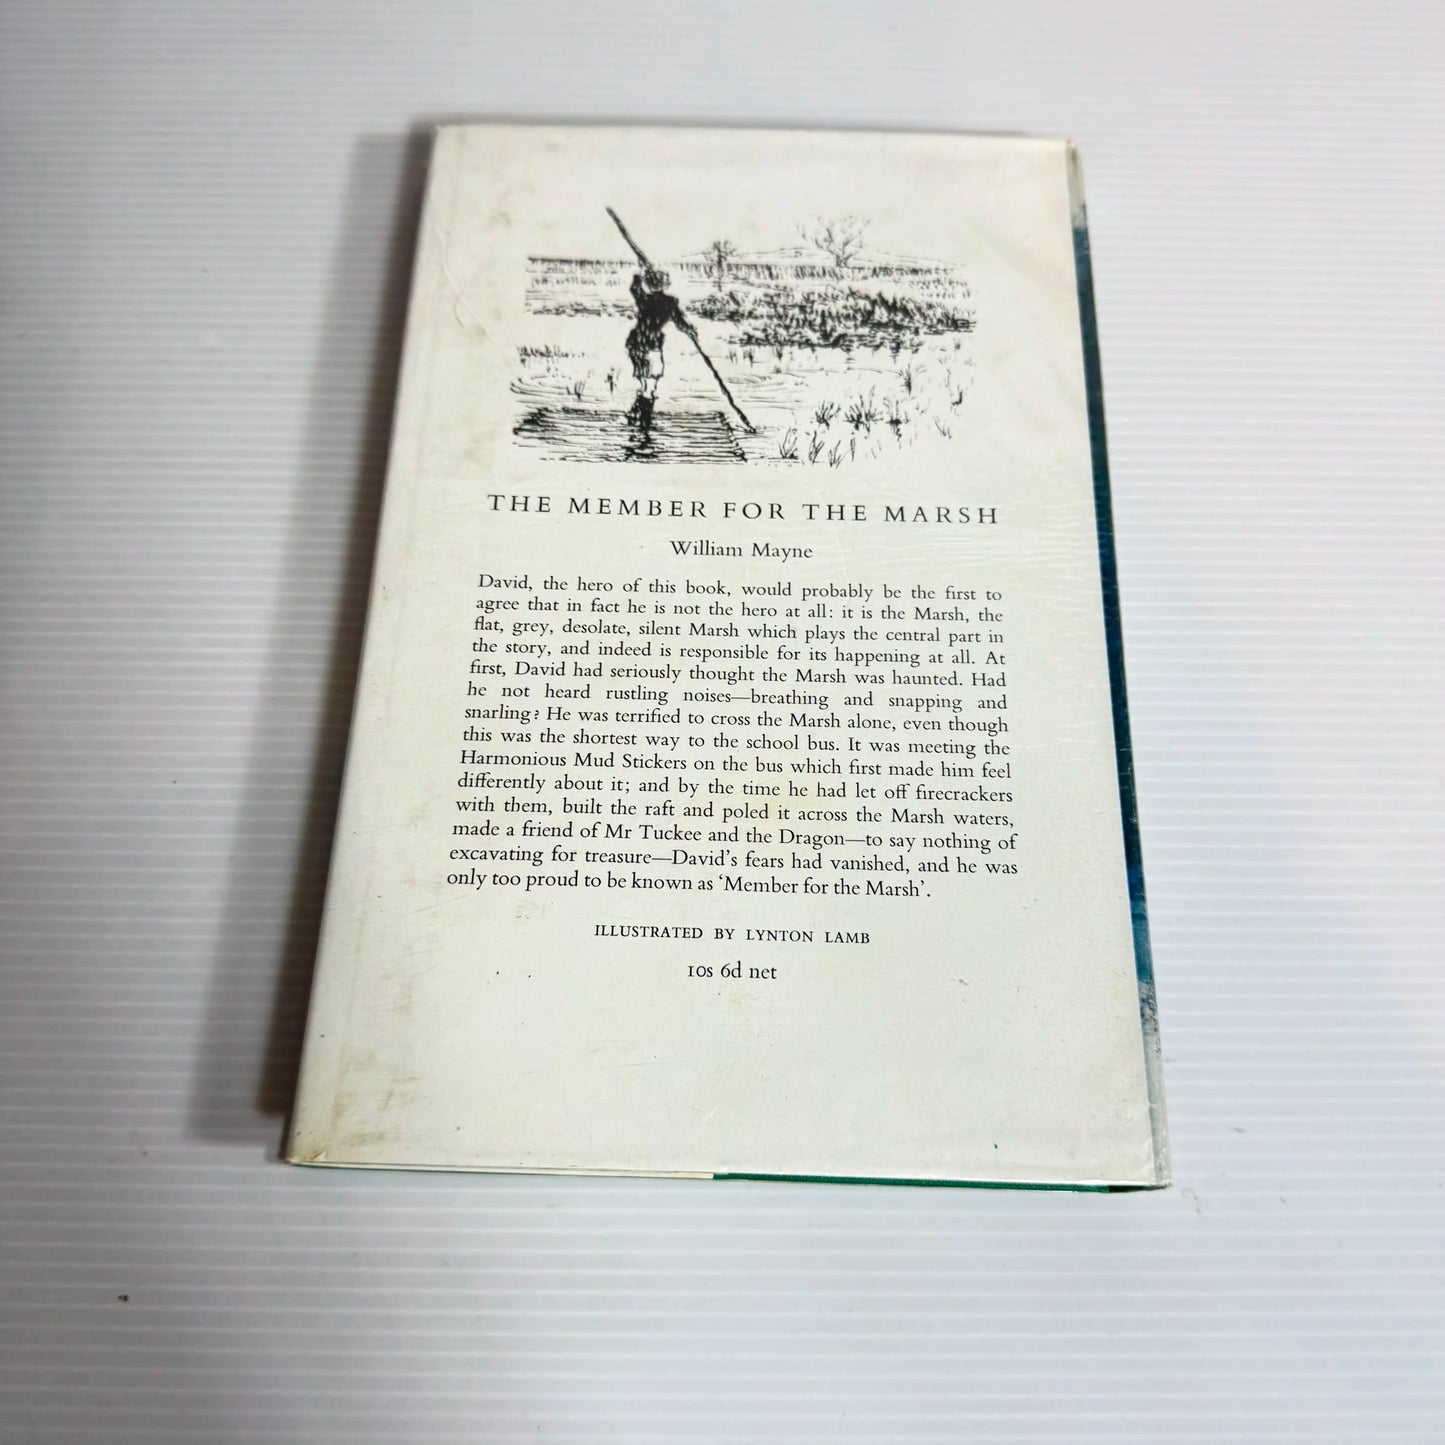 THE MEMBER FOR THE MARSH
William Mayne
David, the hero of this book, would probably be the first to
agree that in fact he is not the hero at all: it is the Marsh, the
flat, grey, desolate, silent Marsh which plays the central part in
the story, and indeed is responsible for its happening at all. At
first, David had seriously thought the Marsh was haunted. Had
he not heard rustling noises—breathing and snapping and
snarling? He was terrified to cross the Marsh alone, even though
this was the shortest way to the school bus. It was meeting the
Harmonious Mud Stickers on the bus which first made him feel
differently about it; and by the time he had let off firecrackers
with them, built the raft and poled it across the Marsh waters,
made a friend of Mr Tuckee and the Dragon—to say nothing of
excavating for treasure—David's fears had vanished, and he was
only too proud to be known as 'Member for the Marsh'.
ILLUSTRATED BY LYNTON LAMB
10s 6d net